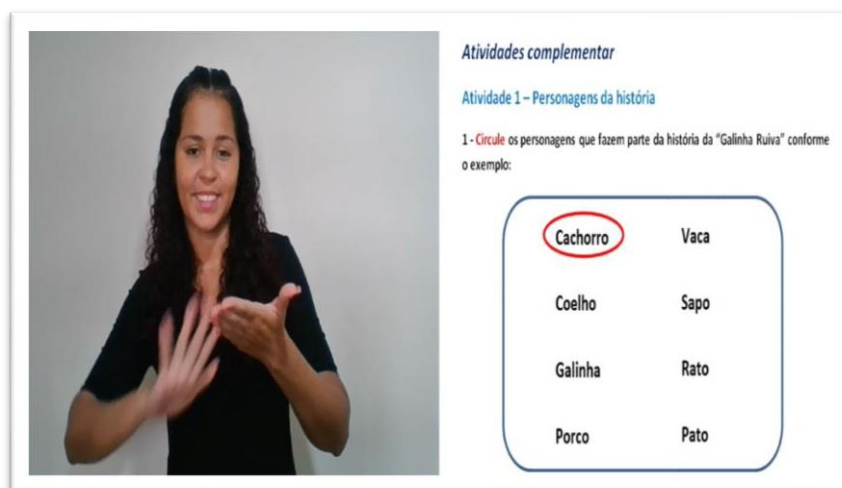 Atividades complementar
Atividade 1 – Personagens da história
1 - Circule os personagens que fazem parte da história da “Galinha Ruiva” conforme
o exemplo:
Cachorro Vaca
Coelho Sapo
Galinha Rato
Porco Pato